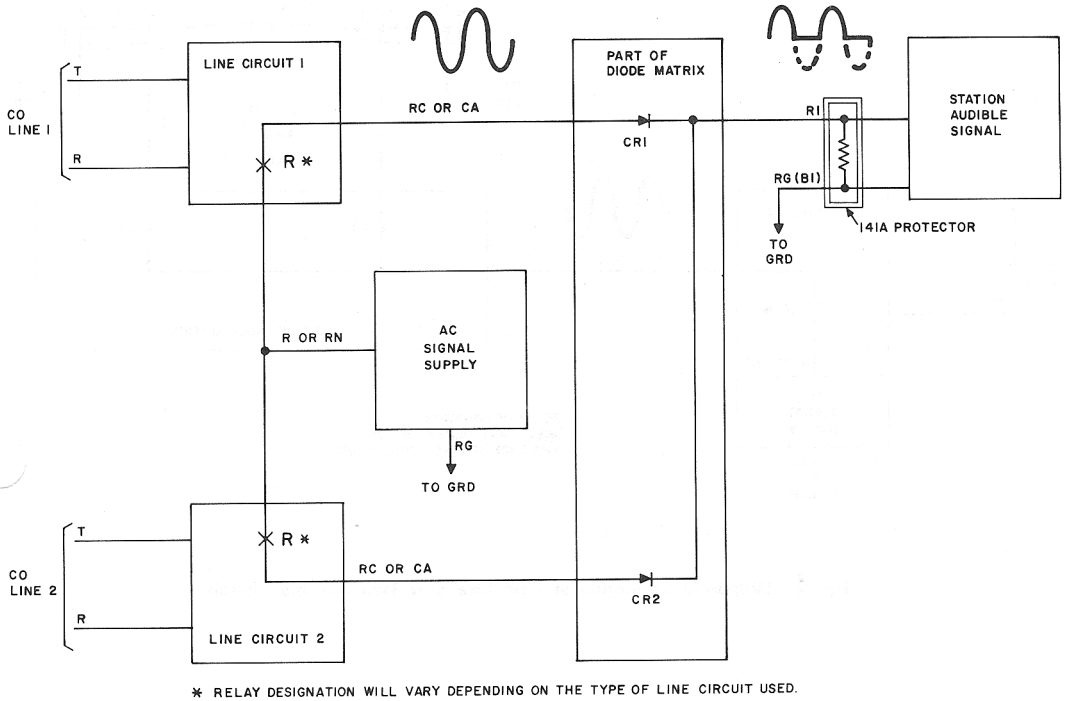 LINE CIRCUIT 1
CO
LINE 1
T
R
R *
RC OR CA
PART OF
DIODE MATRIX
CR1
R1
RG (B1)
TO
GRD
141A PROTECTOR
STATION
AUDIBLE
SIGNAL
R OR RN
AC
SIGNAL
SUPPLY
RG
TO GRD
CO
LINE 2
T
R
R *
RC OR CA
LINE CIRCUIT 2
CR2
* RELAY DESIGNATION WILL VARY DEPENDING ON THE TYPE OF LINE CIRCUIT USED.